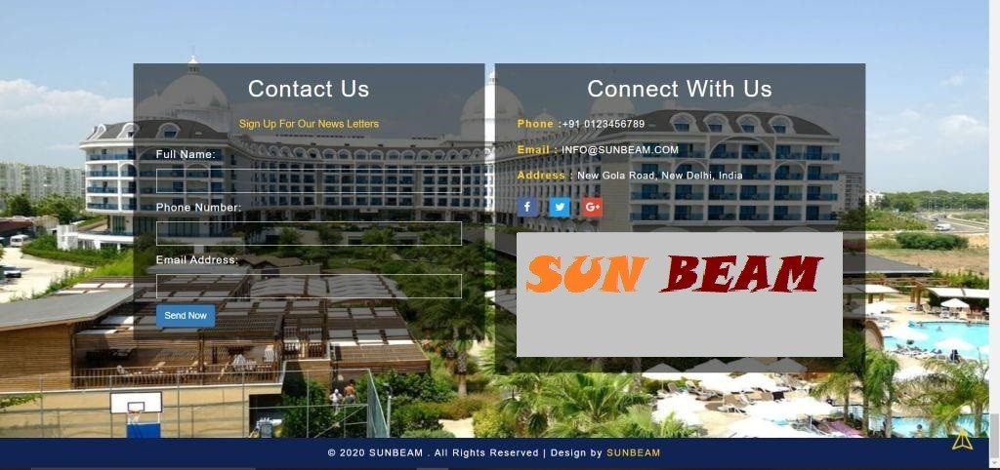 Contact Us
Sign Up For Our News Letters
Full Name:
Phone Number:
Email Address:
Send Now
Connect With Us
Phone :+91 0123456789
Email : INFO@SUNBEAM.COM
Address : New Gola Road, New Delhi, India
SUN BEAM
© 2020 SUNBEAM . All Rights Reserved | Design by SUNBEAM